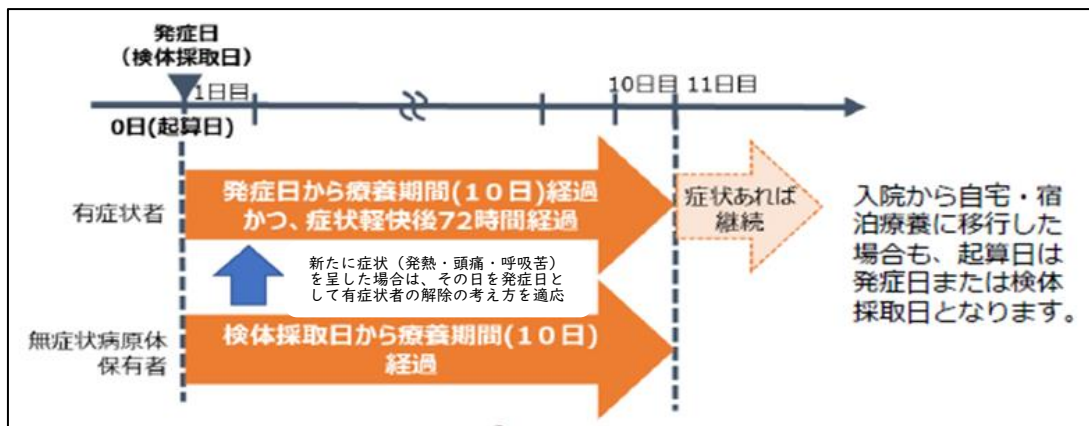 発症日
（検体採取日）
1日目
10日目 11日目
0日(起算日)
有症状者
発症日から療養期間(１０日)経過
かつ、症状軽快後72時間経過
症状あれば
継続
新たに症状（発熱・頭痛・呼吸苦）
を呈した場合は、その日を発症日と
して有症状者の解除の考え方を適応
無症状病原体
保有者
検体採取日から療養期間(１０日)
経過
入院から自宅・宿
泊療養に移行した
場合も、起算日は
発症日または検体
採取日となります。